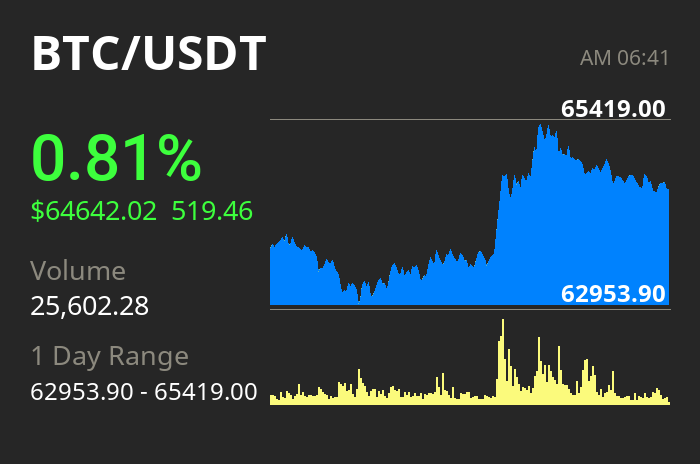 BTC/USDT
AM 06:41
65419.00
0.81%
$64642.02 519.46
Volume
25,602.28
62953.90
1 Day Range
62953.90 - 65419.00